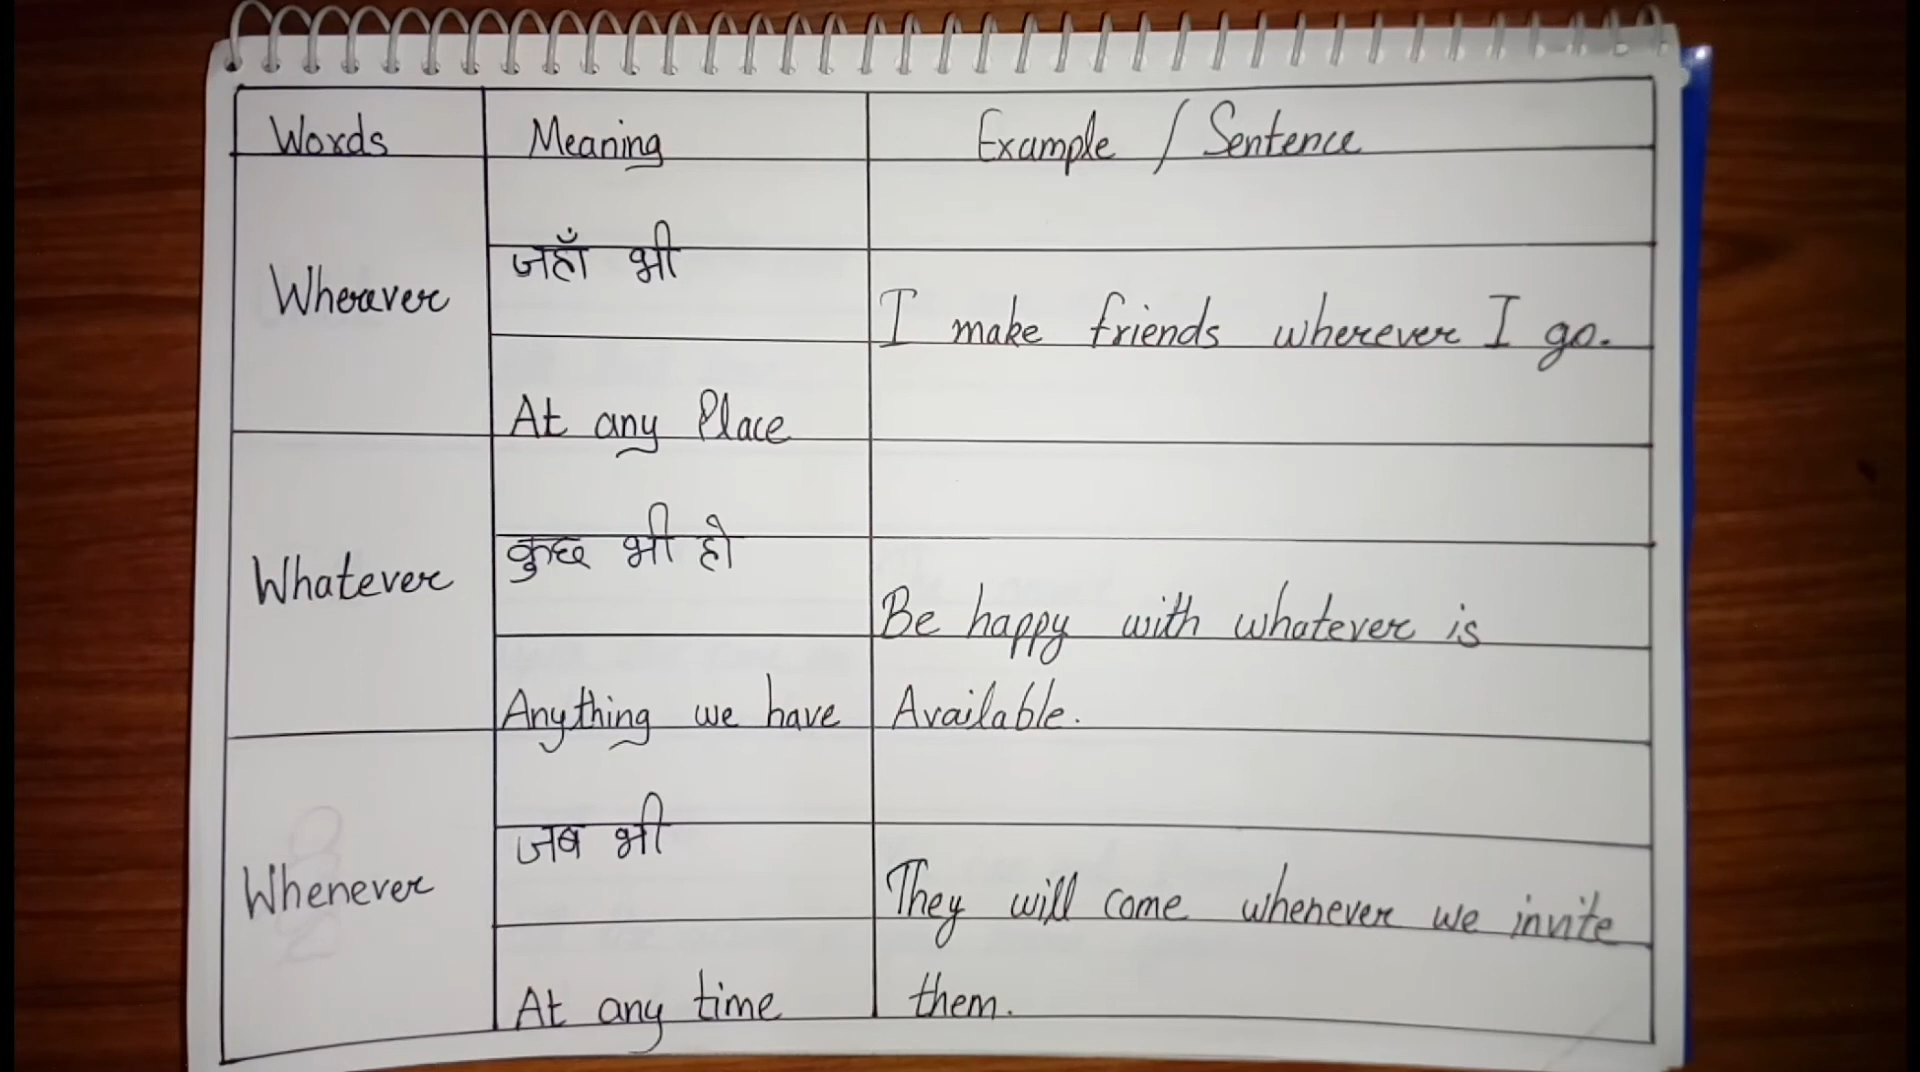 Words Meaning Example / Sentence
Wherever
जहाँ भी
At any Place
I make friends wherever I go.
Whatever
कुछ भी हो
Anything we have
Be happy with whatever is
Available.
Whenever
जब भी
At any time
They will come whenever we invite
them.